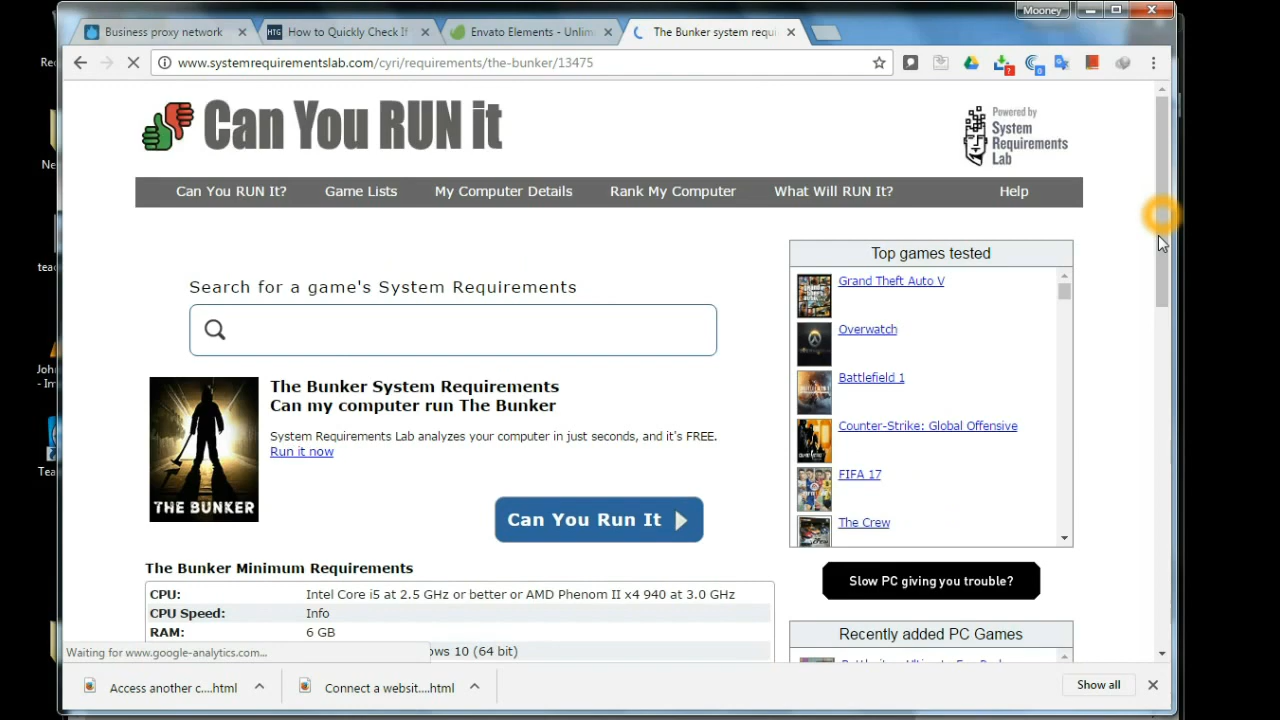 Mooney
Business proxy network
How to Quickly Check If
Envato Elements - Unlim
The Bunker system requi
www.systemrequirementslab.com/cyri/requirements/the-bunker/13475
Can You RUN it
Powered by
System
Requirements
Lab
Can You RUN It?
Game Lists
My Computer Details
Rank My Computer
What Will RUN It?
Help
Search for a game's System Requirements
The Bunker System Requirements
Can my computer run The Bunker
System Requirements Lab analyzes your computer in just seconds, and it's FREE.
Run it now
THE BUNKER
Can You Run It
The Bunker Minimum Requirements
CPU: Intel Core i5 at 2.5 GHz or better or AMD Phenom II x4 940 at 3.0 GHz
CPU Speed: Info
RAM: 6 GB
ows 10 (64 bit)
Top games tested
Grand Theft Auto V
Overwatch
Battlefield 1
Counter-Strike: Global Offensive
FIFA 17
The Crew
Slow PC giving you trouble?
Recently added PC Games
Waiting for www.google-analytics.com...
Access another c....html
Connect a websit....html
Show all
Rec
Ne
teac
John
- Im
Tea